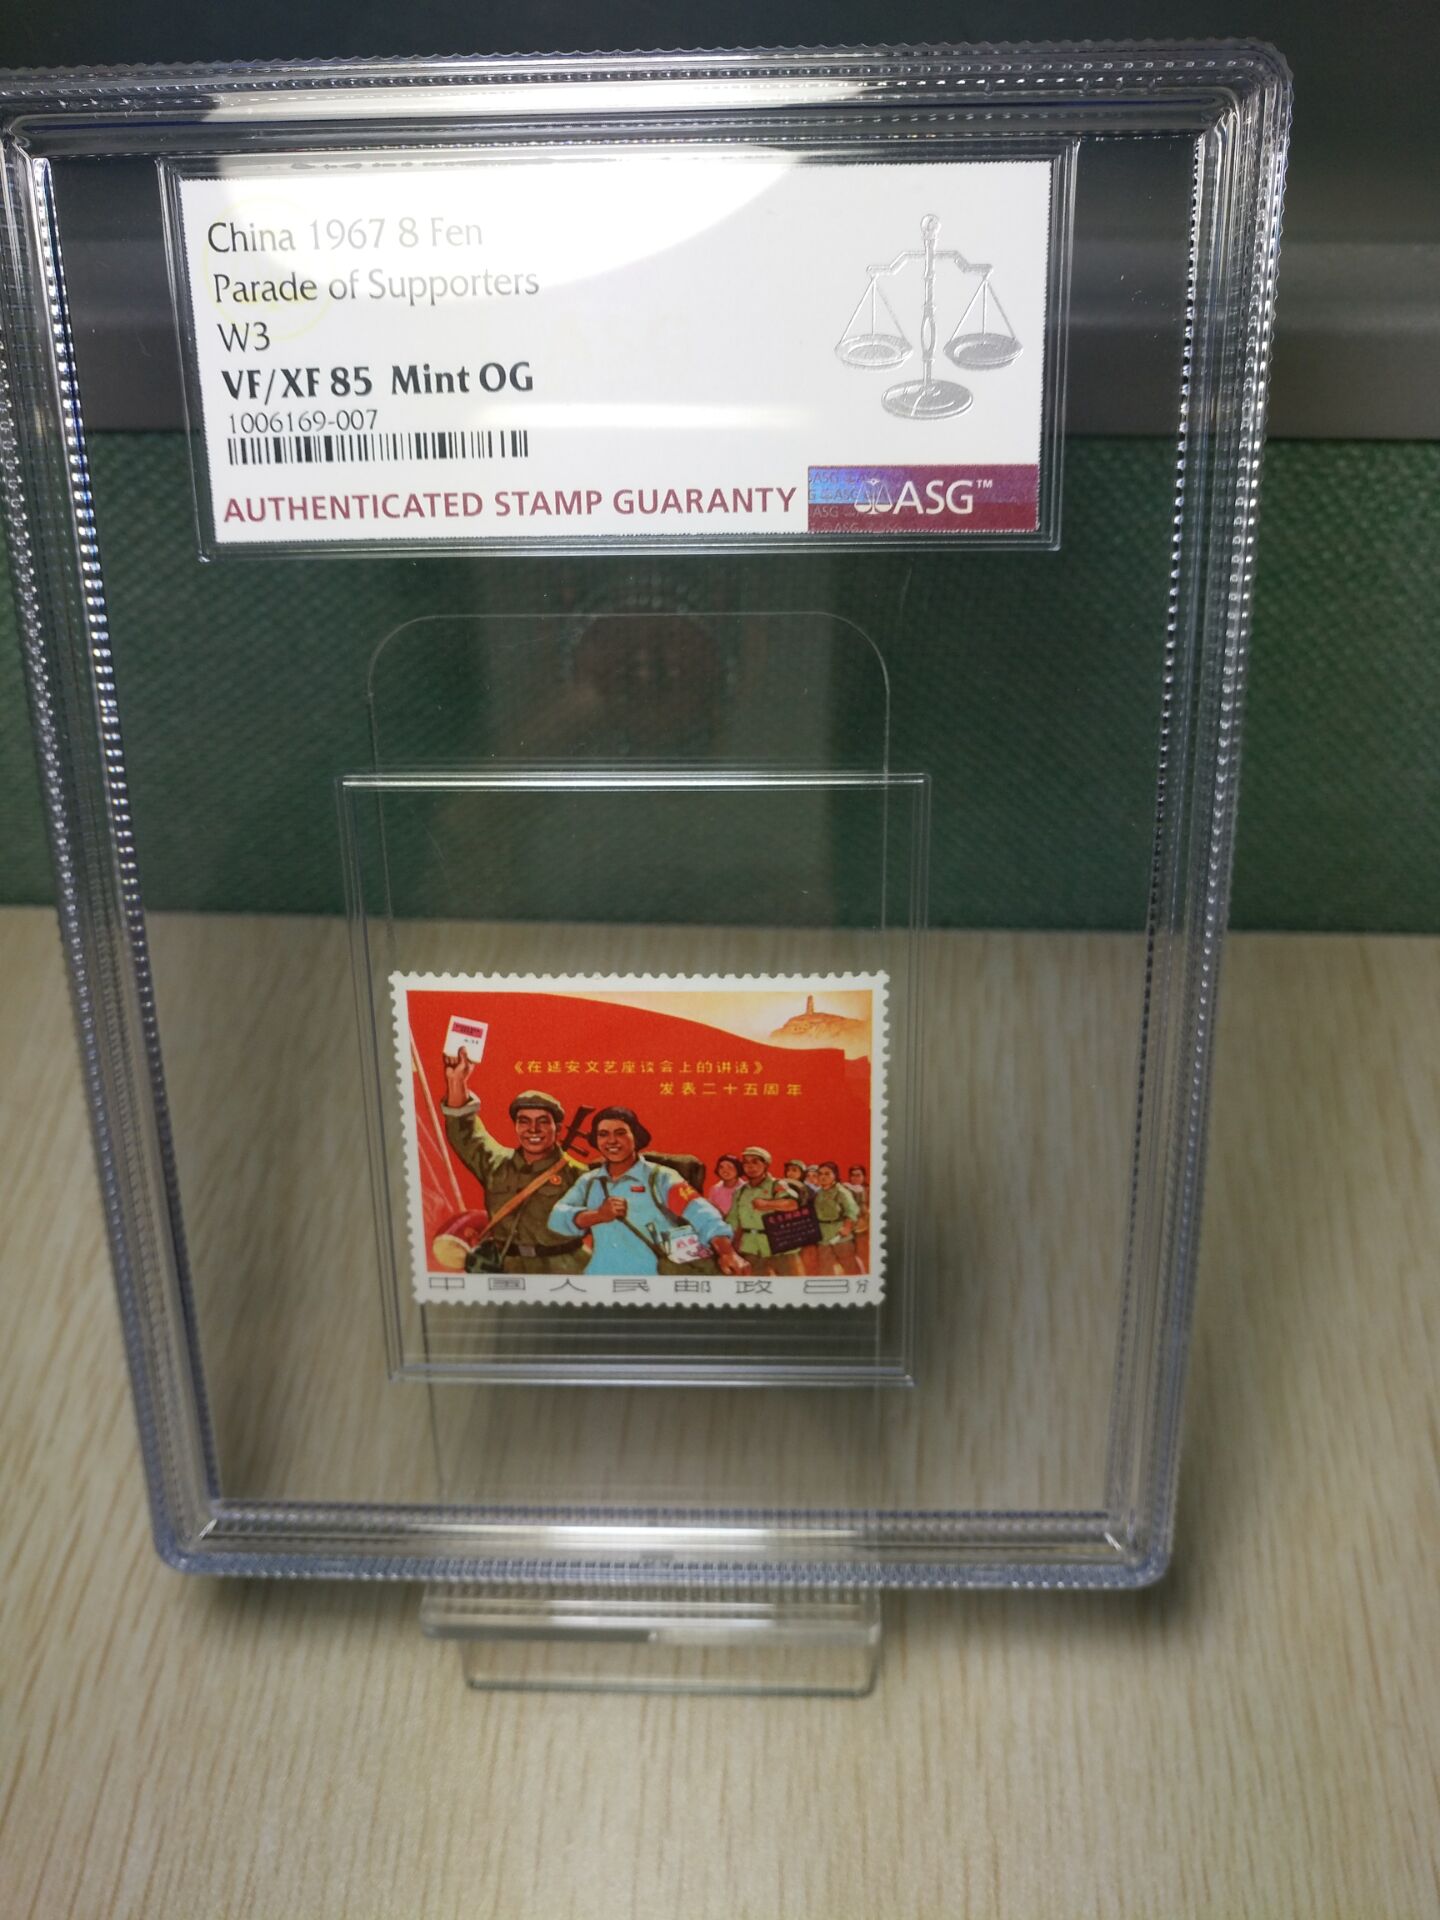 China 1967 8 Fen
Parade of Supporters
W3
VF/XF 85 Mint OG
1006169-007
AUTHENTICATED STAMP GUARANTY
ASG™
《在延安文艺座谈会上的讲话》
发表二十五周年
中国人民邮政 8分